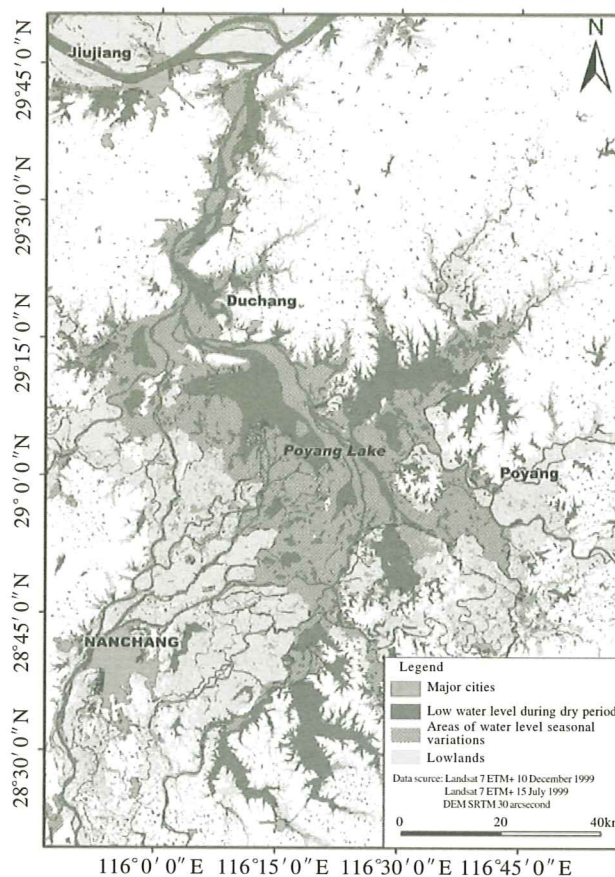 Jiujiang
N
29°45′0″N
29°30′0″N
Duchang
29°15′0″N
Poyang Lake
Poyang
29°0′0″N
28°45′0″N
NANCHANG
Legend
Major cities
Low water level during dry period
Areas of water level seasonal
variations
Lowlands
28°30′0″N
Data source: Landsat 7 ETM+ 10 December 1999
Landsat 7 ETM+ 15 July 1999
DEM SRTM 30 arcsecond
0 20 40km
116°0′0″E 116°15′0″E 116°30′0″E 116°45′0″E